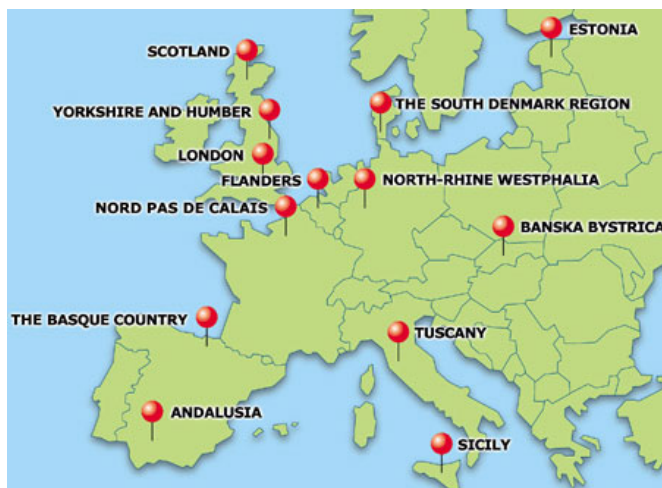 ESTONIA
SCOTLAND
THE SOUTH DENMARK REGION
YORKSHIRE AND HUMBER
LONDON
FLANDERS
NORTH-RHINE WESTPHALIA
NORD PAS DE CALAIS
BANSKA BYSTRICA
THE BASQUE COUNTRY
TUSCANY
ANDALUSIA
SICILY